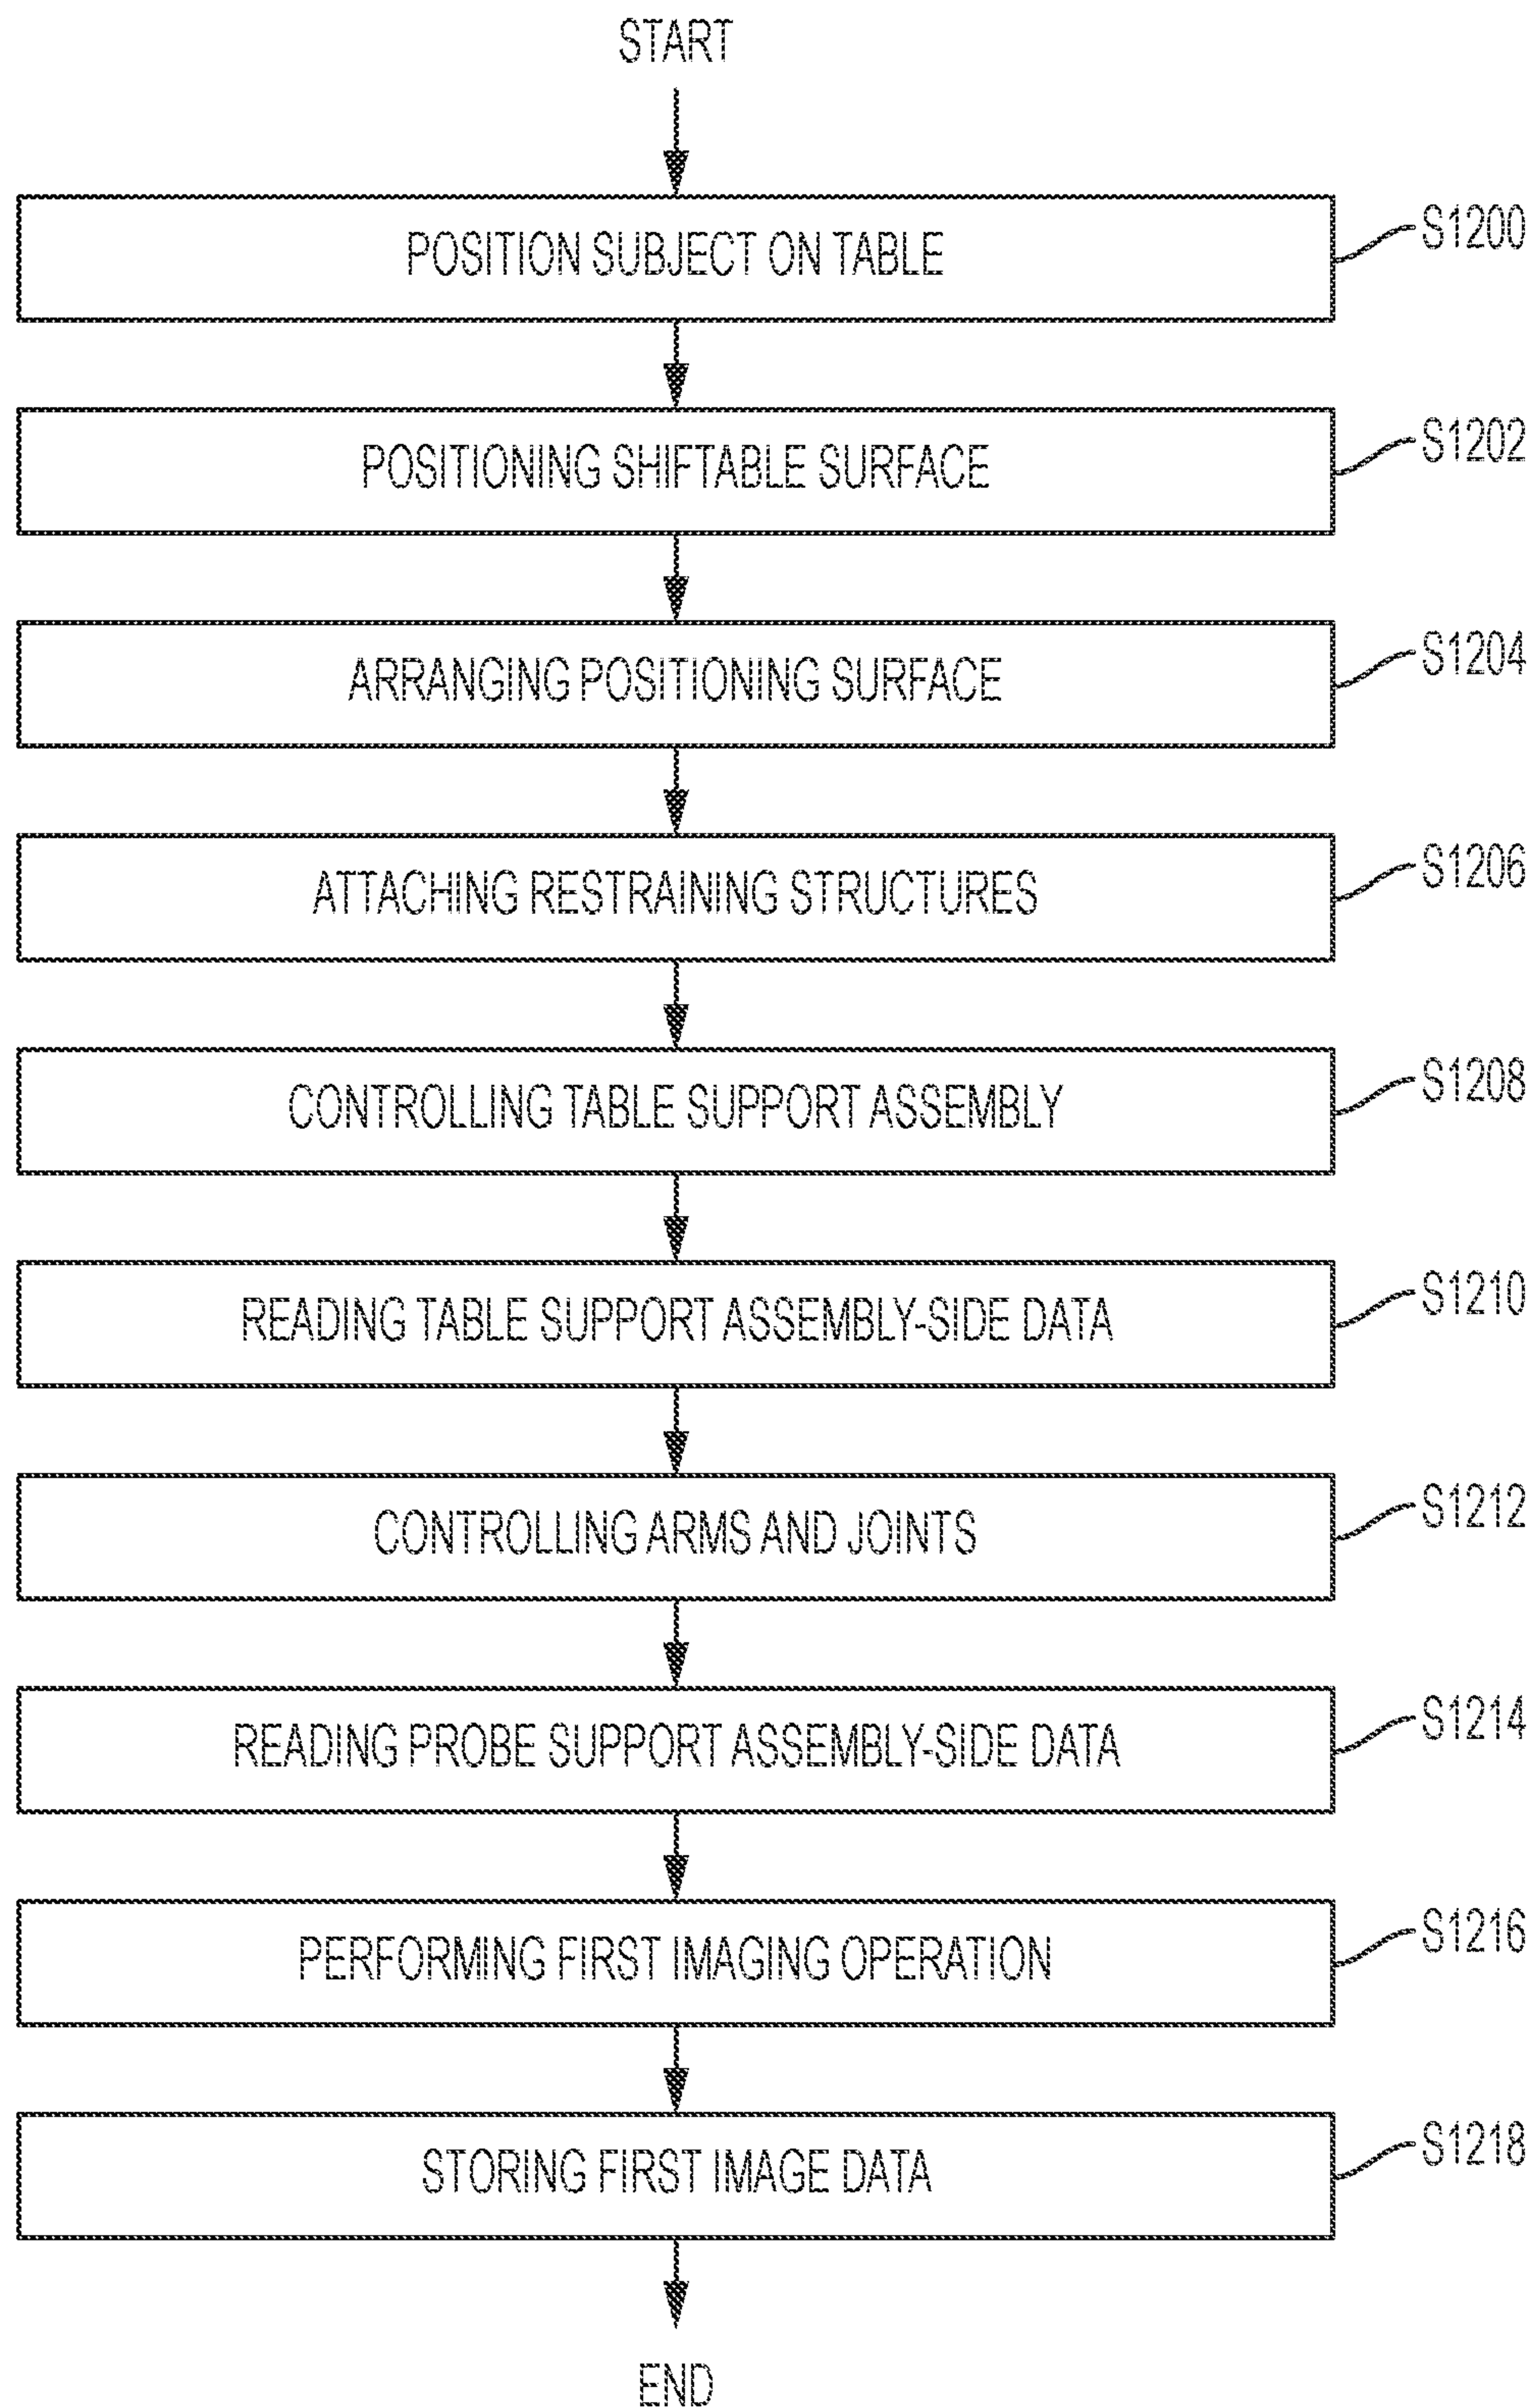 START
POSITION SUBJECT ON TABLE
S1200
POSITIONING SHIFTABLE SURFACE
S1202
ARRANGING POSITIONING SURFACE
S1204
ATTACHING RESTRAINING STRUCTURES
S1206
CONTROLLING TABLE SUPPORT ASSEMBLY
S1208
READING TABLE SUPPORT ASSEMBLY-SIDE DATA
S1210
CONTROLLING ARMS AND JOINTS
S1212
READING PROBE SUPPORT ASSEMBLY-SIDE DATA
S1214
PERFORMING FIRST IMAGING OPERATION
S1216
STORING FIRST IMAGE DATA
S1218
END